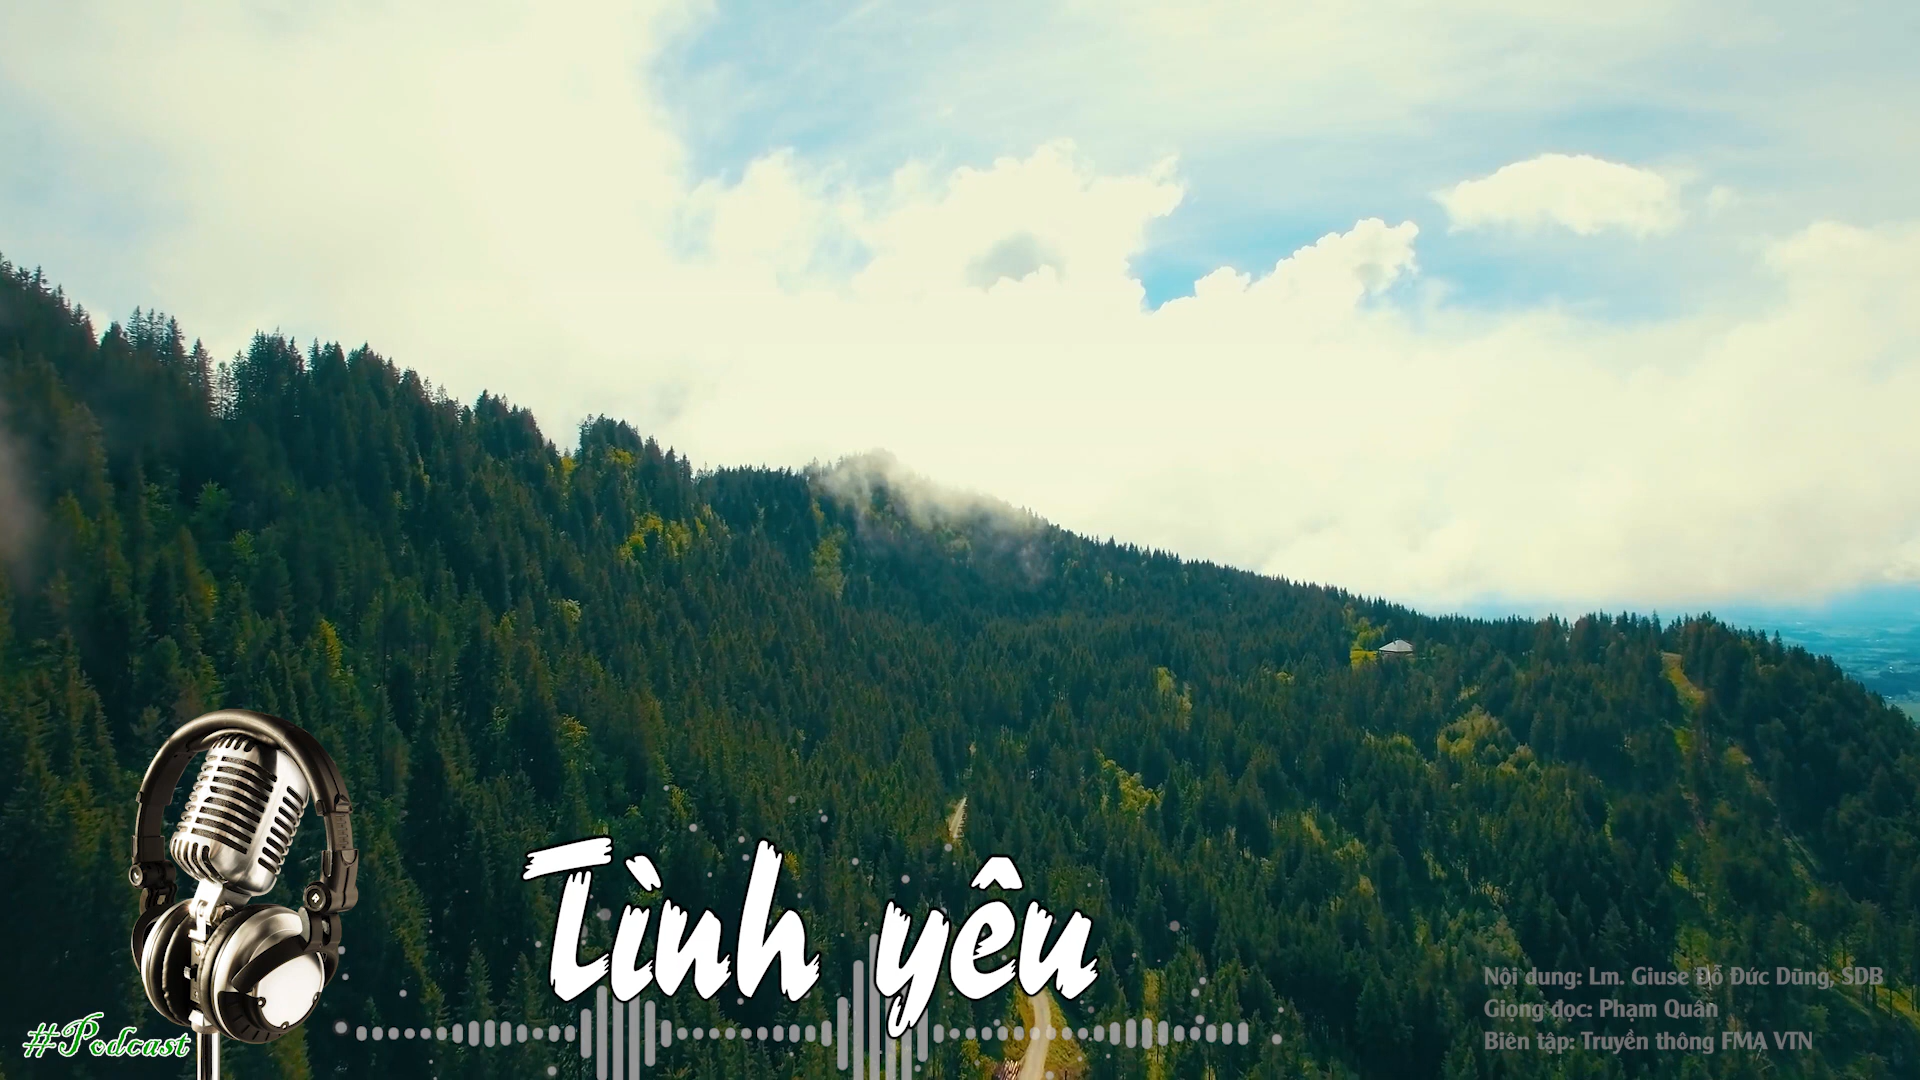 Tình yêu
#Podcast
Nội dung: Lm. Giuse Đỗ Đức Dũng, SDB
Giọng đọc: Phạm Quân
Biên tập: Truyền thông FMA VTN